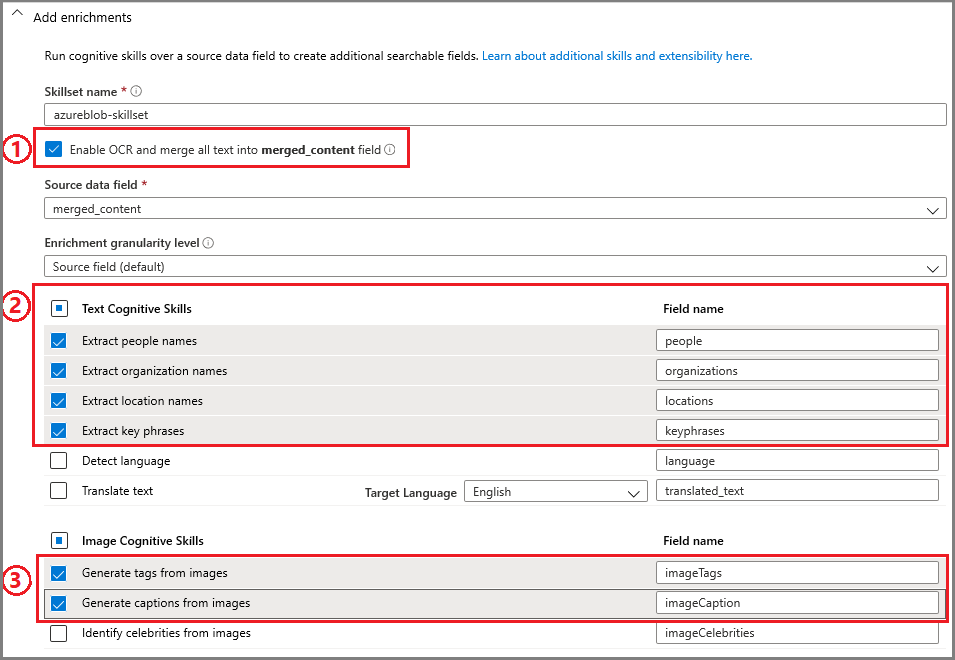 Add enrichments
Run cognitive skills over a source data field to create additional searchable fields. Learn about additional skills and extensibility here.
Skillset name *
azureblob-skillset
1 Enable OCR and merge all text into merged_content field
Source data field *
merged_content
Enrichment granularity level
Source field (default)
2 Text Cognitive Skills Field name
Extract people names people
Extract organization names organizations
Extract location names locations
Extract key phrases keyphrases
Detect language language
Translate text Target Language English translated_text
Image Cognitive Skills Field name
3 Generate tags from images imageTags
Generate captions from images imageCaption
Identify celebrities from images imageCelebrities